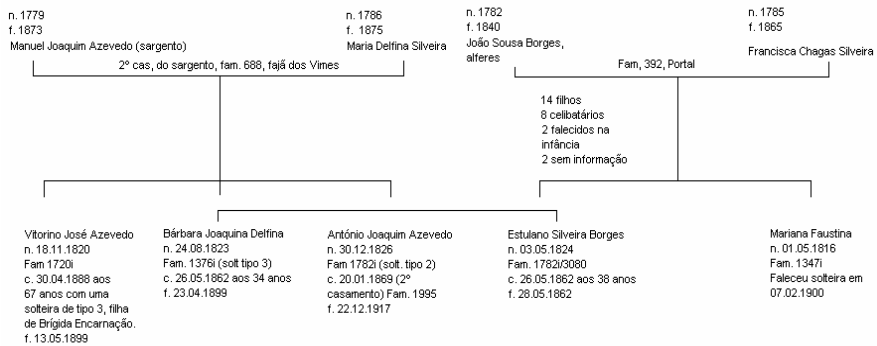 n. 1779
f. 1873
Manuel Joaquim Azevedo (sargento)
n. 1786
f. 1875
Maria Delfina Silveira
n. 1782
f. 1840
João Sousa Borges,
alferes
n. 1785
f. 1865
Francisca Chagas Silveira
2º cas, do sargento, fam. 688, fajã dos Vimes
Fam, 392, Portal
14 filhos
8 celibatários
2 falecidos na
infância
2 sem informação
Vitorino José Azevedo
n. 18.11.1820
Fam 1720i
c. 30.04.1888 aos
67 anos com uma
solteira de tipo 3, filha
de Brígida Encarnação.
f. 13.05.1899
Bárbara Joaquina Delfina
n. 24.08.1823
Fam. 1376i (solt tipo 3)
c. 26.05.1862 aos 34 anos
f. 23.04.1899
António Joaquim Azevedo
n. 30.12.1826
Fam 1782i (solt. tipo 2)
c. 20.01.1869 (2º
casamento) Fam. 1995
f. 22.12.1917
Estulano Silveira Borges
n. 03.05.1824
Fam. 1782i/3080
c. 26.05.1862 aos 38 anos
f. 28.05.1862
Mariana Faustina
n. 01.05.1816
Fam. 1347i
Faleceu solteira em
07.02.1900